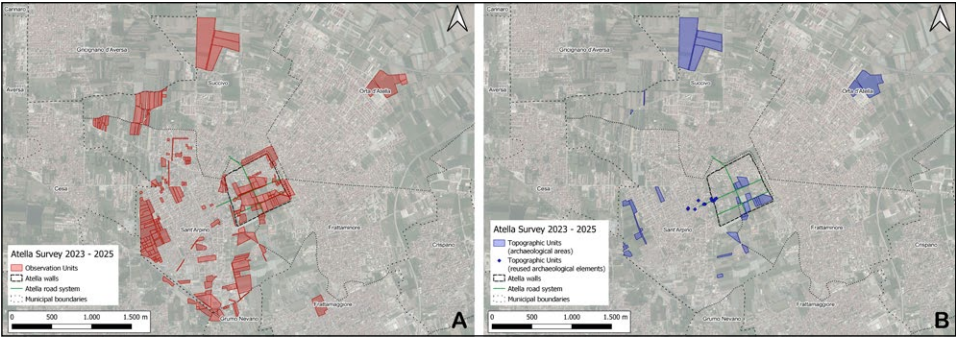 Carinaro
Gricignano d'Aversa
Aversa
Succivo
Orta d'Atella
Cesa
Sant'Arpino
Frattaminore
Crispano
Frattamaggiore
Grumo Nevano
Atella Survey 2023 - 2025
Observation Units
Atella walls
Atella road system
Municipal boundaries
0 500 1.000 1.500 m
A
Carinaro
Gricignano d'Aversa
Aversa
Succivo
Orta d'Atella
Cesa
Sant'Arpino
Frattaminore
Crispano
Frattamaggiore
Grumo Nevano
Atella Survey 2023 - 2025
Topographic Units
(archaeological areas)
Topographic Units
(reused archaeological elements)
Atella walls
Atella road system
Municipal boundaries
0 500 1.000 1.500 m
B